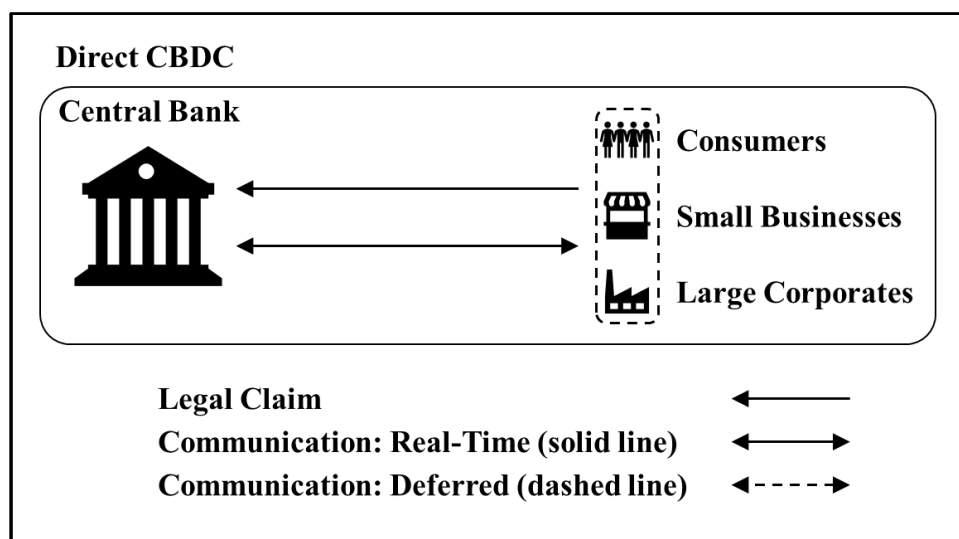 Direct CBDC
Central Bank
Consumers
Small Businesses
Large Corporates
Legal Claim
Communication: Real-Time (solid line)
Communication: Deferred (dashed line)